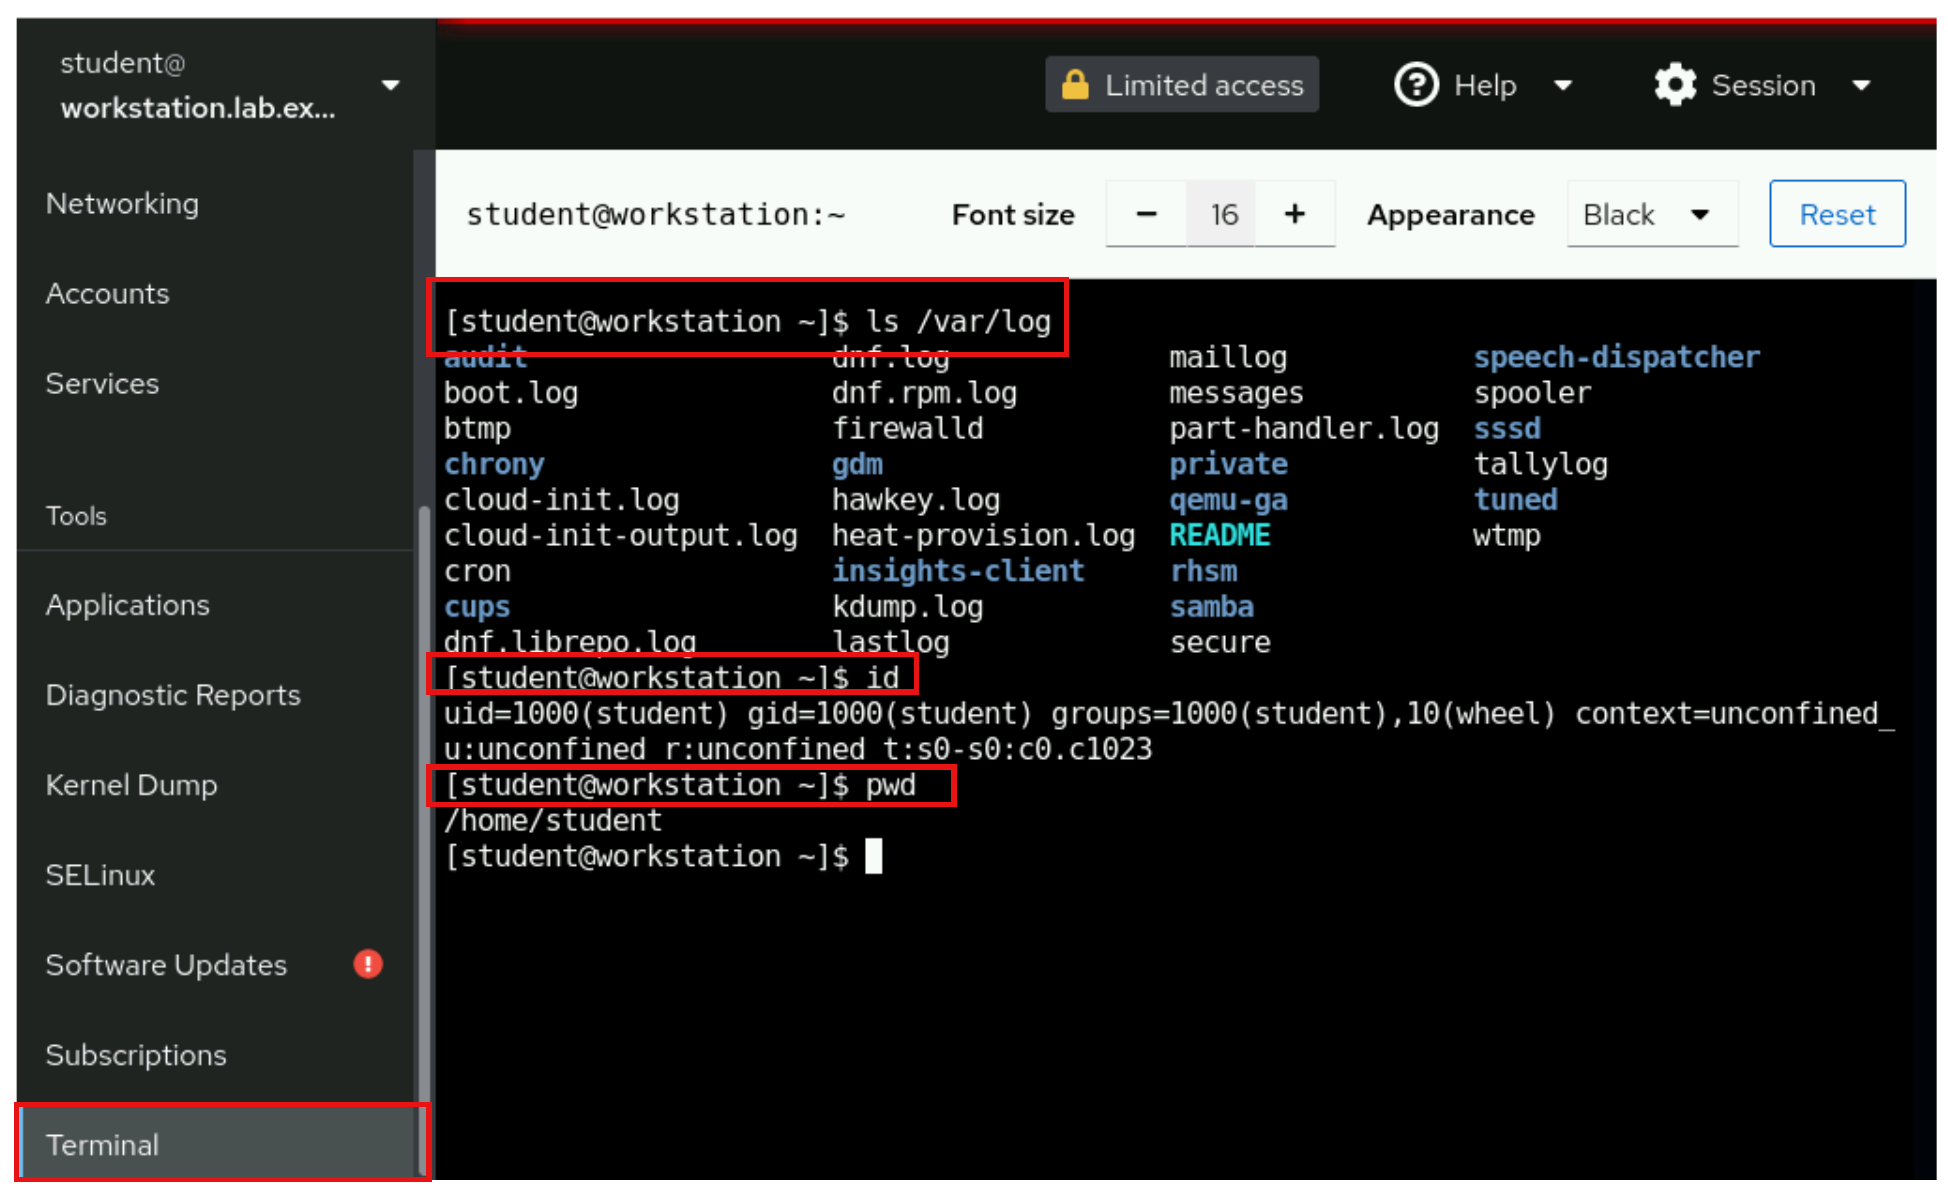 student@
workstation.lab.ex...
Limited access
Help
Session
Networking
Accounts
Services
Tools
Applications
Diagnostic Reports
Kernel Dump
SELinux
Software Updates
Subscriptions
Terminal
student@workstation:~ Font size − 16 + Appearance Black Reset
[student@workstation ~]$ ls /var/log
audit dnf.log maillog speech-dispatcher
boot.log dnf.rpm.log messages spooler
btmp firewalld part-handler.log sssd
chrony gdm private tallylog
cloud-init.log hawkey.log qemu-ga tuned
cloud-init-output.log heat-provision.log README wtmp
cron insights-client rhsm
cups kdump.log samba
dnf.librepo.log lastlog secure
[student@workstation ~]$ id
uid=1000(student) gid=1000(student) groups=1000(student),10(wheel) context=unconfined_
u:unconfined r:unconfined t:s0-s0:c0.c1023
[student@workstation ~]$ pwd
/home/student
[student@workstation ~]$